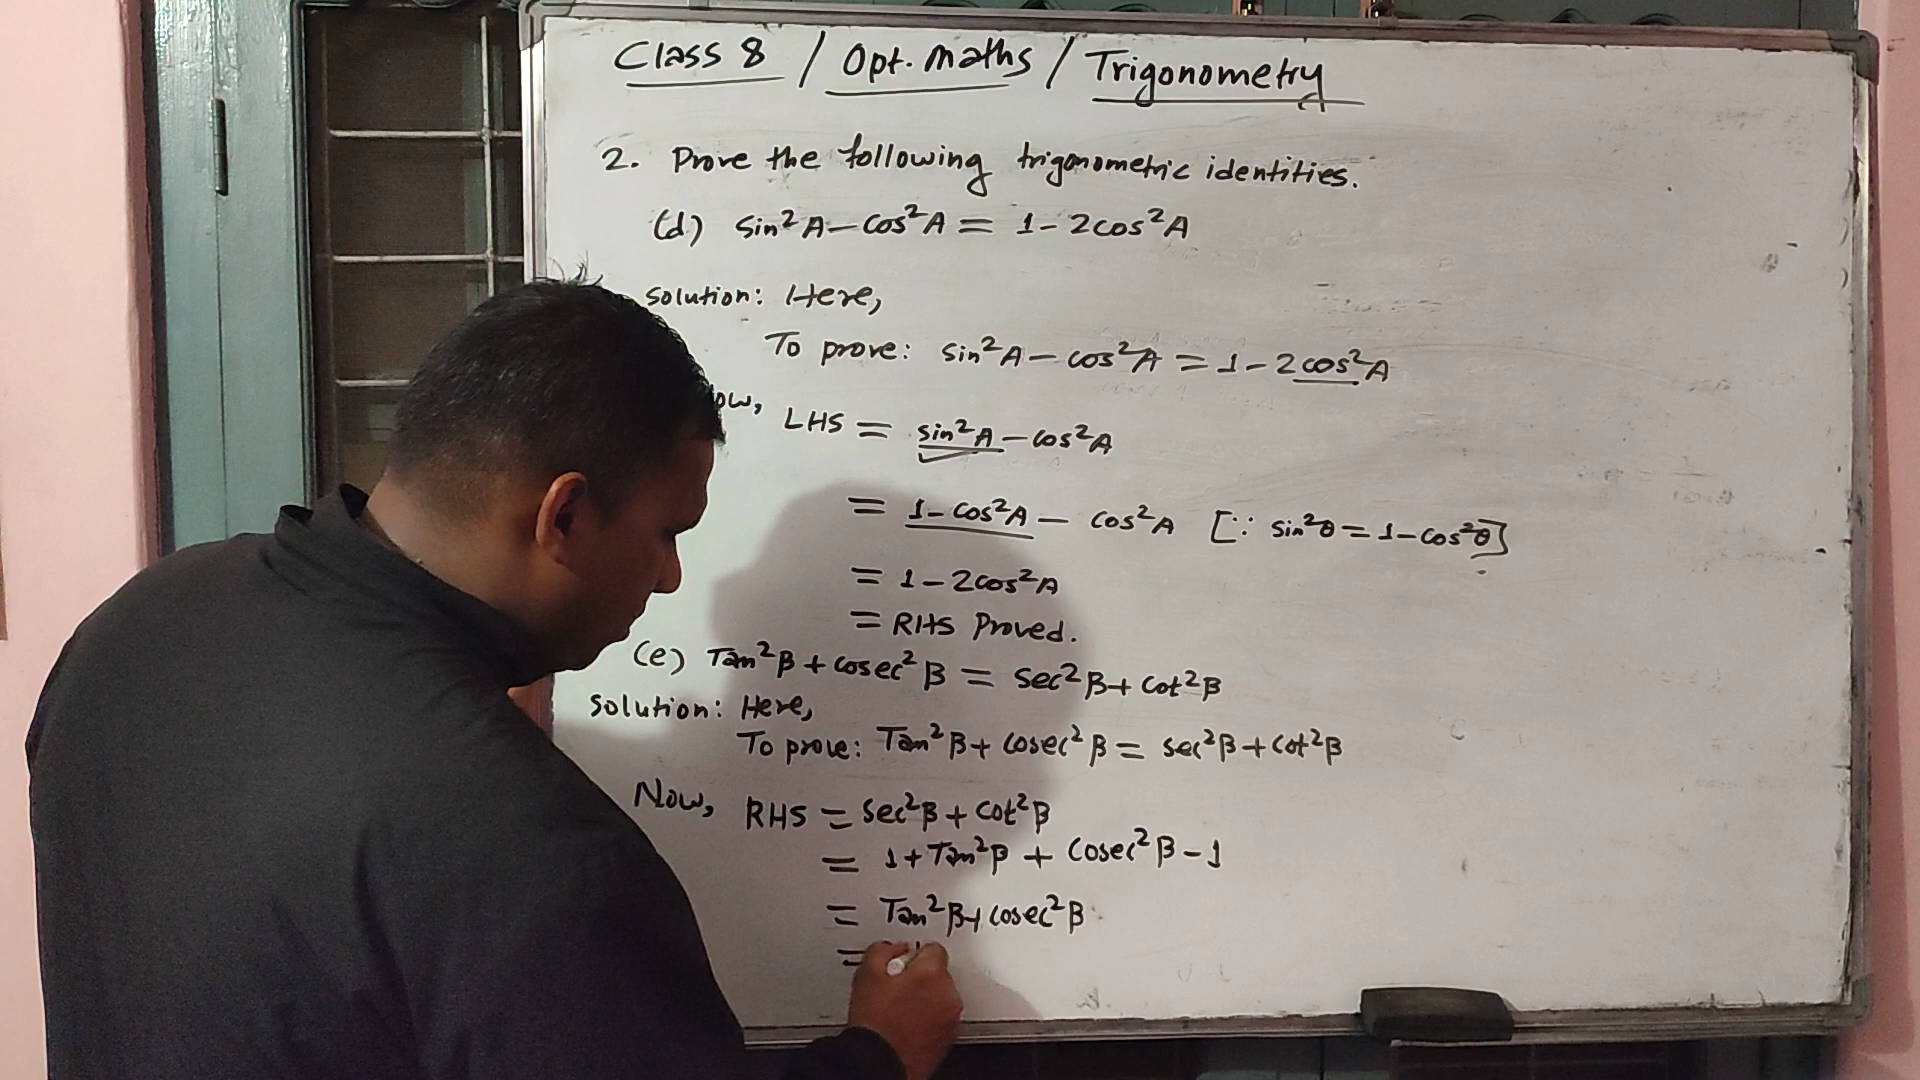 Class 8 / Opt. Maths / Trigonometry
2. Prove the following trigonometric identities.
(d) Sin²A - Cos²A = 1 - 2cos²A
Solution: Here,
To prove: Sin²A - cos²A = 1 - 2cos²A
LHS = sin²A - cos²A
= 1 - cos²A - cos²A [∵ sin²θ = 1 - cos²θ]
= 1 - 2cos²A
= RHS Proved.
(e) Tan²β + cosec²β = Sec²β + cot²β
Solution: Here,
To prove: Tan²β + Cosec²β = sec²β + cot²β
Now, RHS = Sec²β + cot²β
= 1 + Tan²β + Cosec²β - 1
= Tan²β + cosec²β
=